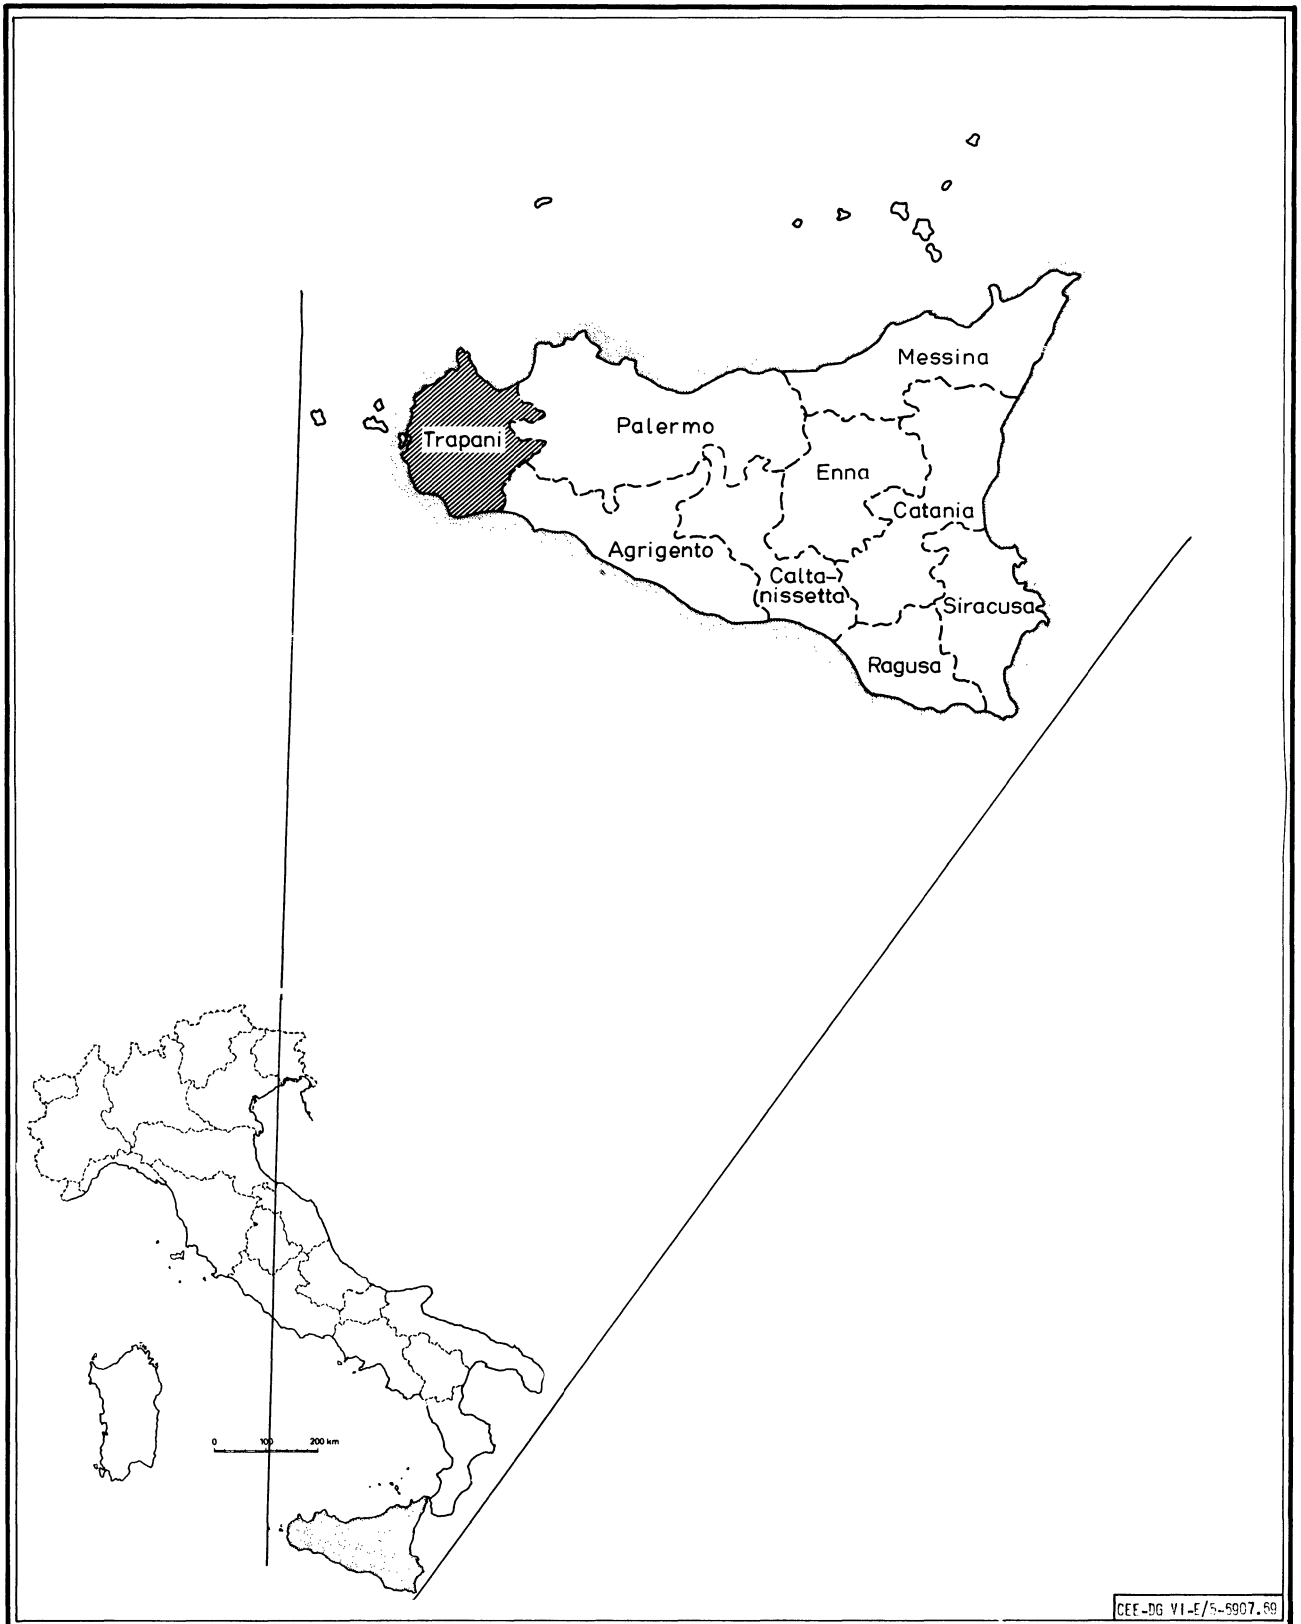 Messina
Palermo
Trapani
Enna
Catania
Agrigento
Calta-
nissetta
Siracusa
Ragusa
0 100 200 km
CEE-DG VI-E/5-6907.69